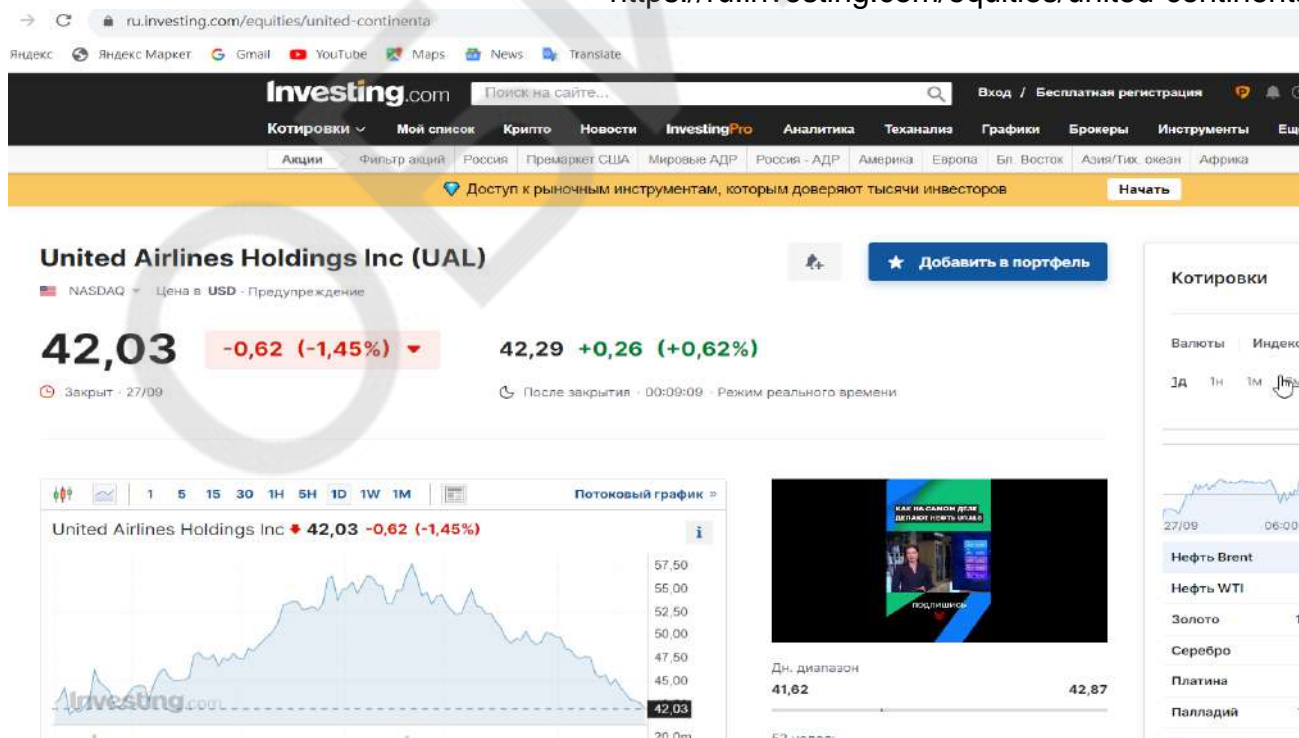 https://ru.investing.com/equities/united-continenta
ru.investing.com/equities/united-continenta
Яндекс Яндекс Маркет Gmail YouTube Maps News Translate
Investing.com Поиск на сайте... Вход / Бесплатная регистрация
Котировки Мой список Крипто Новости InvestingPro Аналитика Теханализ Графики Брокеры Инструменты
Акции Фильтр акций Россия Премаркет США Мировые АДР Россия - АДР Америка Европа Бл. Восток Азия/Тих. океан Африка
Доступ к рыночным инструментам, которым доверяют тысячи инвесторов Начать
United Airlines Holdings Inc (UAL) Добавить в портфель
NASDAQ Цена в USD - Предупреждение
Котировки
42,03 -0,62 (-1,45%) 42,29 +0,26 (+0,62%)
Валюты Индекс
Закрыт - 27/09 После закрытия - 00:09:09 - Режим реального времени
1д 1н 1м
1 5 15 30 1H 5H 1D 1W 1M Потоковый график »
United Airlines Holdings Inc 42,03 -0,62 (-1,45%)
КАК НА САМОМ ДЕЛЕ
ПОДПИШИСЬ
57,50
55,00
52,50
50,00
47,50
45,00
42,03
20,0m
Investing.com
Дн. диапазон
41,62 42,87
27/09 06:00
Нефть Brent
Нефть WTI
Золото
Серебро
Платина
Палладий